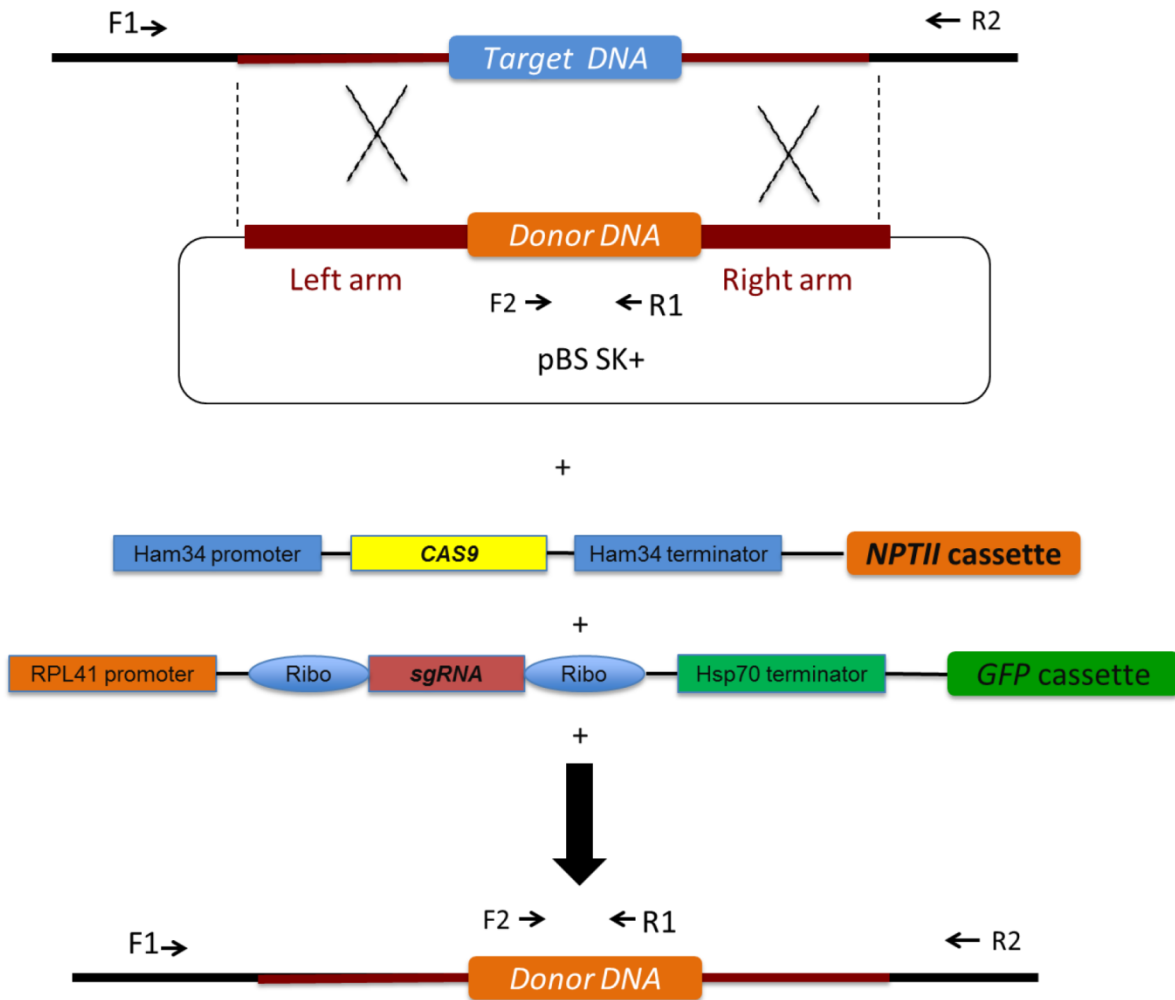 F1 R2
Target DNA
Donor DNA
Left arm Right arm
F2 R1
pBS SK+
+
Ham34 promoter CAS9 Ham34 terminator NPTII cassette
+
RPL41 promoter Ribo sgRNA Ribo Hsp70 terminator GFP cassette
+
F2 R1
F1 R2
Donor DNA